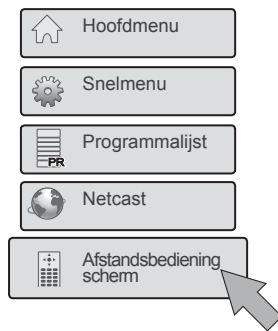 Hoofdmenu
Snelmenu
PR
Programmalijst
Netcast
Afstandsbediening
scherm